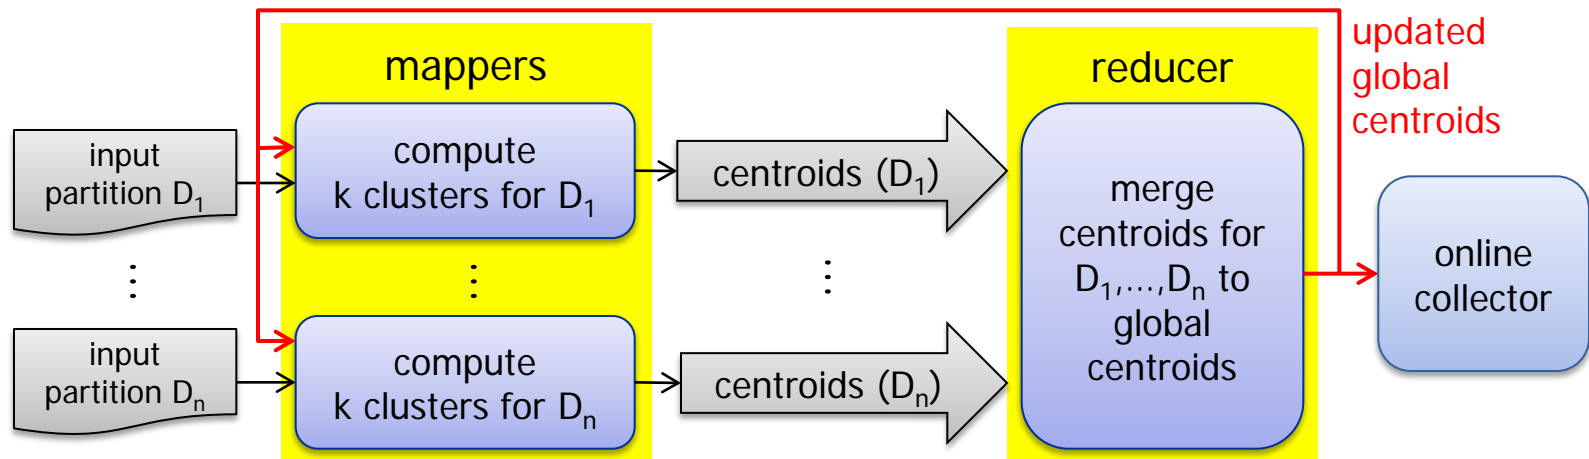 mappers
reducer
updated
global
centroids
input
partition D₁
compute
k clusters for D₁
centroids (D₁)
merge
centroids for
D₁,...,Dₙ to
global
centroids
online
collector
⋮
⋮
⋮
input
partition Dₙ
compute
k clusters for Dₙ
centroids (Dₙ)